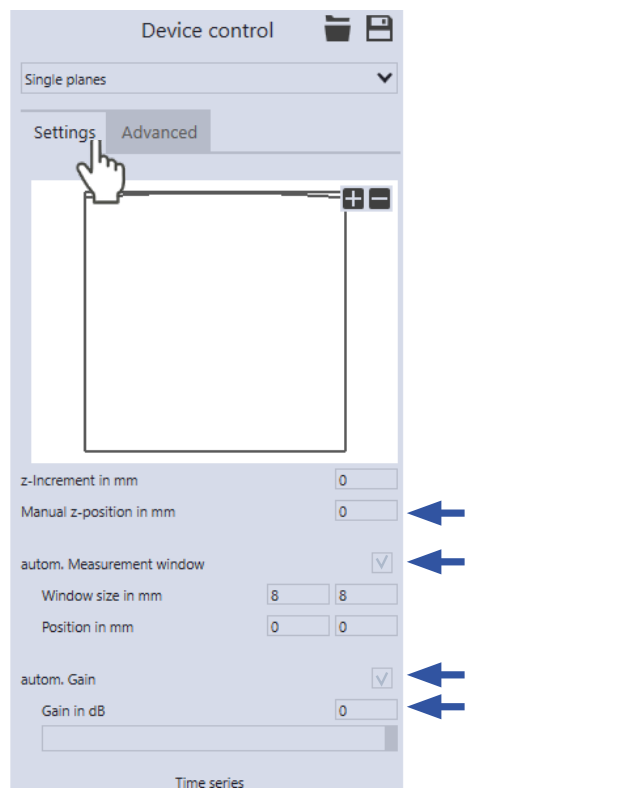 Device control
Single planes
Settings Advanced
z-Increment in mm 0
Manual z-position in mm 0
autom. Measurement window
Window size in mm 8 8
Position in mm 0 0
autom. Gain
Gain in dB 0
Time series